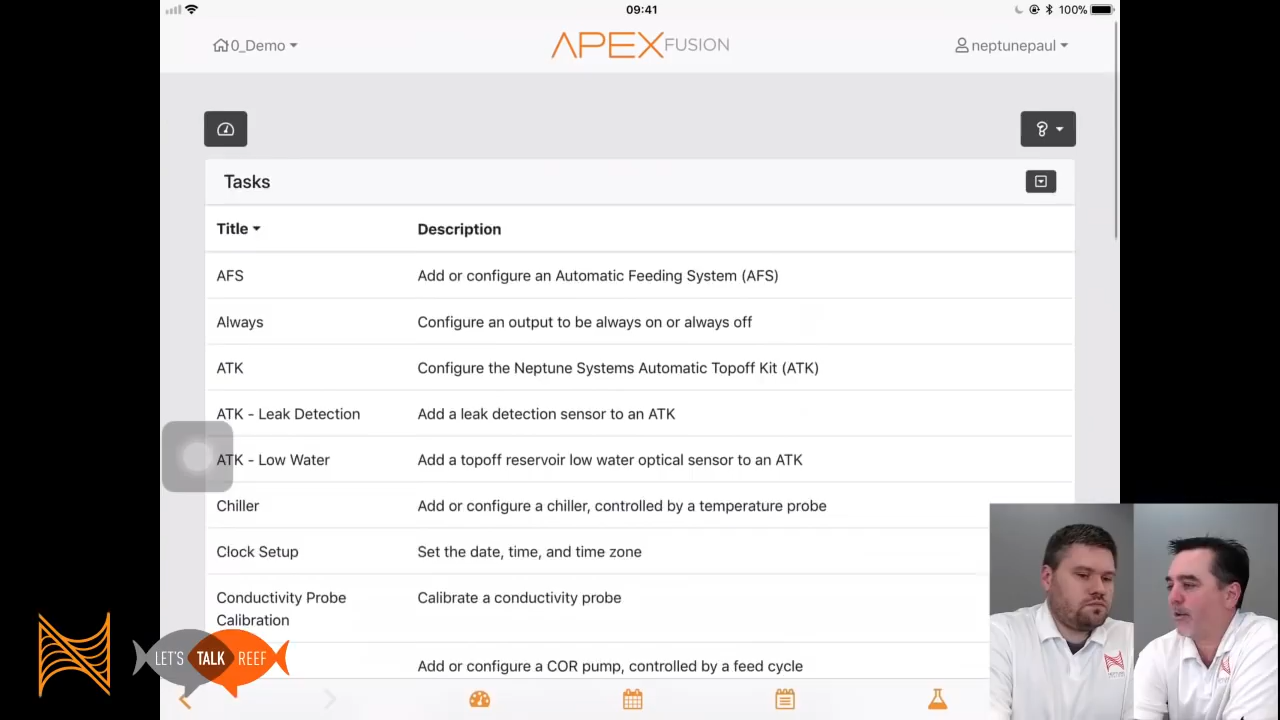 09:41
100%
0_Demo
APEX FUSION
neptunepaul
Tasks
Title
Description
AFS
Add or configure an Automatic Feeding System (AFS)
Always
Configure an output to be always on or always off
ATK
Configure the Neptune Systems Automatic Topoff Kit (ATK)
ATK - Leak Detection
Add a leak detection sensor to an ATK
ATK - Low Water
Add a topoff reservoir low water optical sensor to an ATK
Chiller
Add or configure a chiller, controlled by a temperature probe
Clock Setup
Set the date, time, and time zone
Conductivity Probe
Calibration
Calibrate a conductivity probe
Add or configure a COR pump, controlled by a feed cycle
LET'S TALK REEF